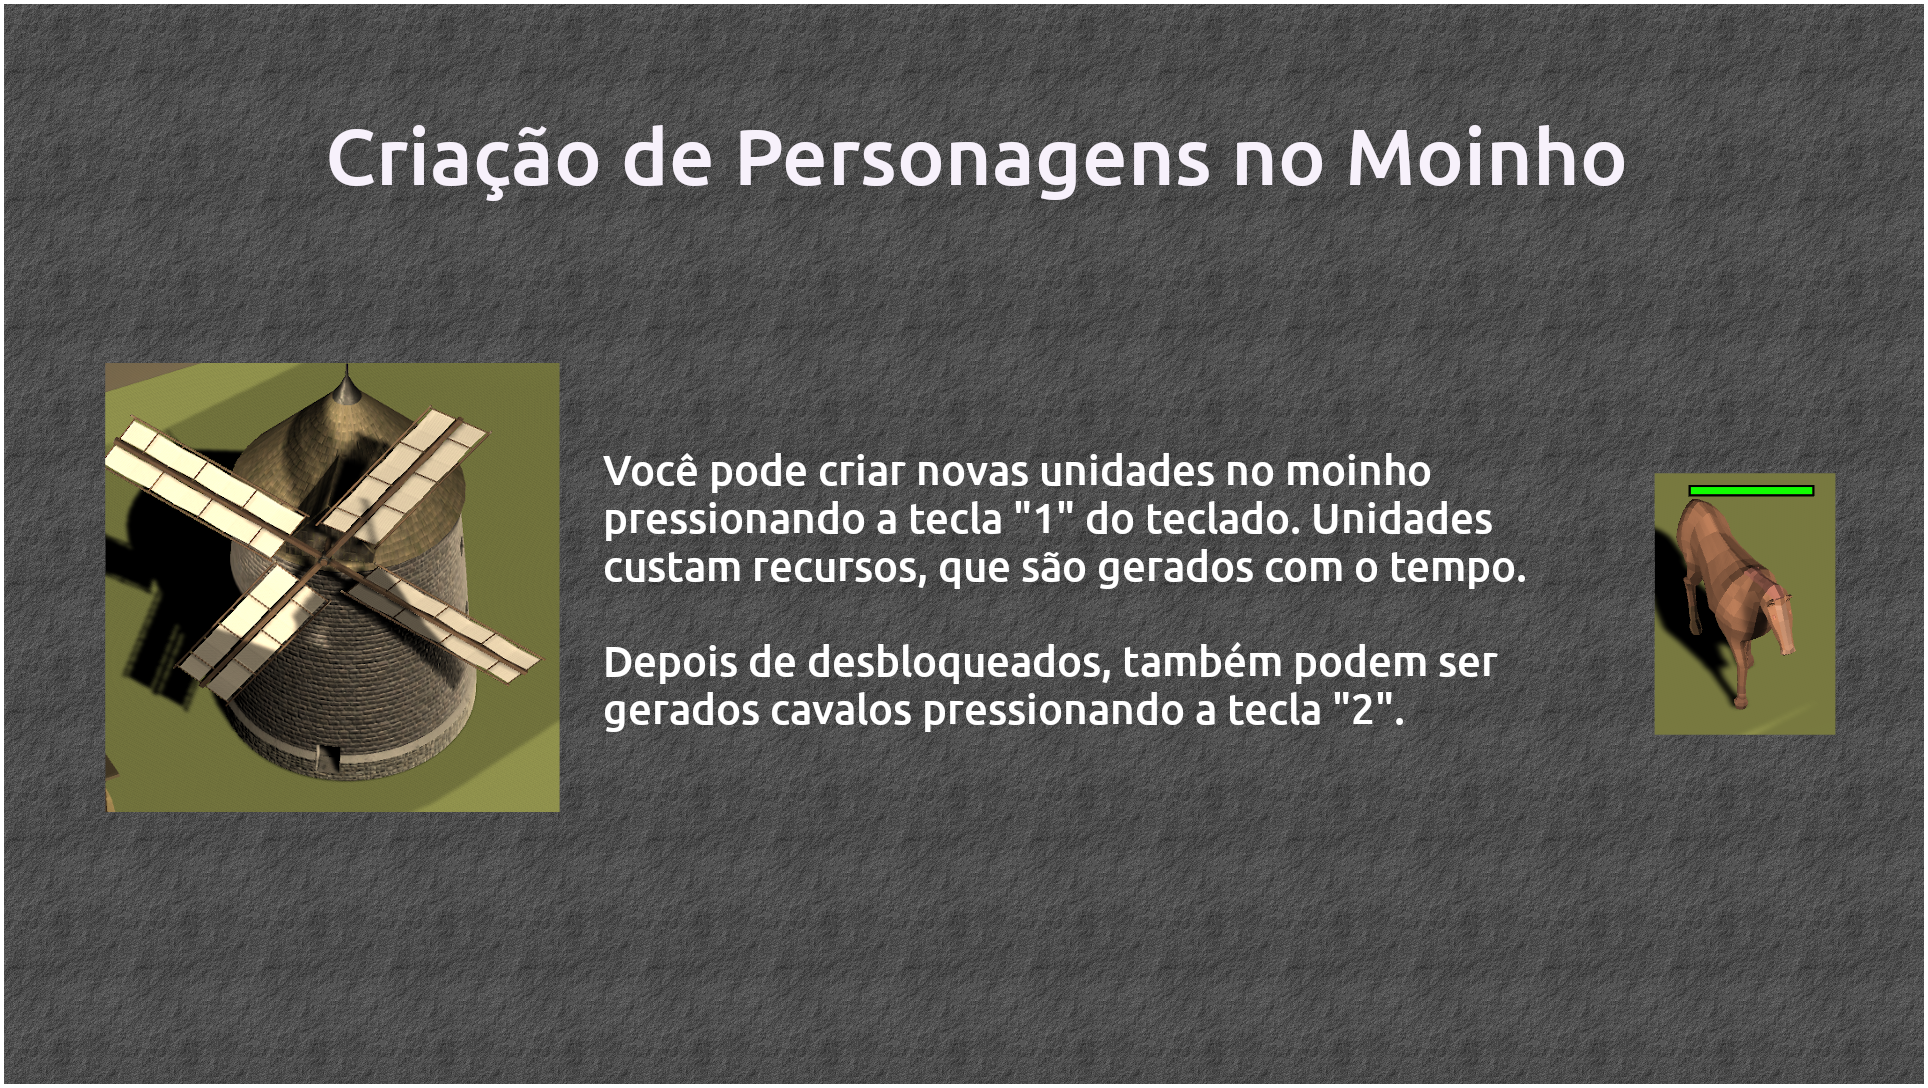 Criação de Personagens no Moinho
Você pode criar novas unidades no moinho
pressionando a tecla "1" do teclado. Unidades
custam recursos, que são gerados com o tempo.
Depois de desbloqueados, também podem ser
gerados cavalos pressionando a tecla "2".